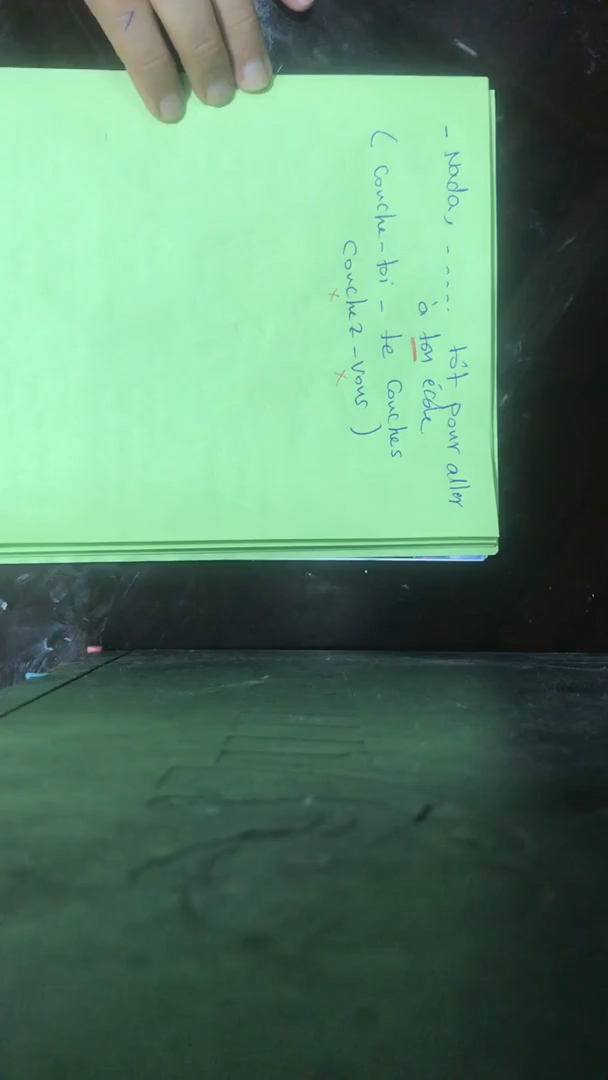 - Nada, - - - - -. tôt pour aller
à ton école
( couche-toi - te couches
couchez-vous )